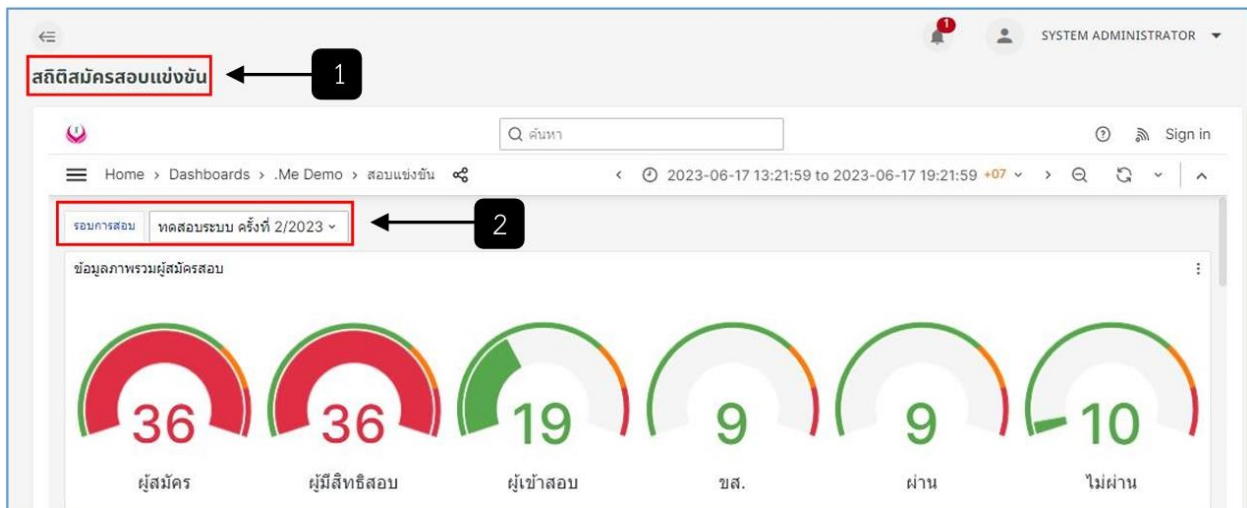 1
SYSTEM ADMINISTRATOR
สถิติสมัครสอบแข่งขัน
1
ค้นหา
Sign in
Home › Dashboards › .Me Demo › สอบแข่งขัน
2023-06-17 13:21:59 to 2023-06-17 19:21:59 +07
รอบการสอบ ทดสอบระบบ ครั้งที่ 2/2023
2
ข้อมูลภาพรวมผู้สมัครสอบ
36 36 19 9 9 10
ผู้สมัคร ผู้มีสิทธิสอบ ผู้เข้าสอบ ขส. ผ่าน ไม่ผ่าน